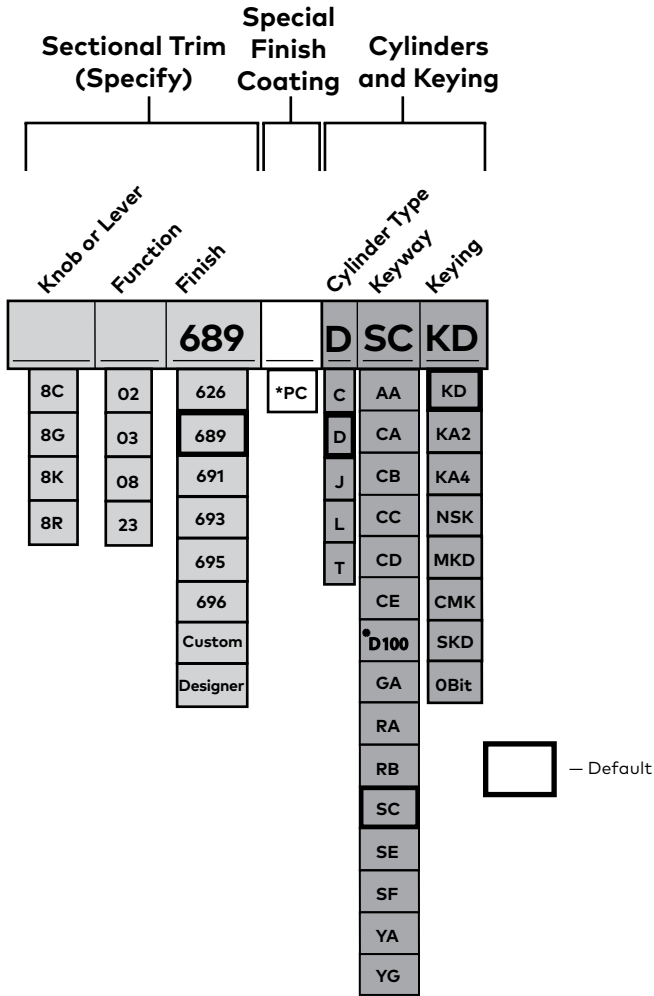 Sectional Trim
(Specify)
Special
Finish
Coating
Cylinders
and Keying
Knob or Lever
Function
Finish
Cylinder Type
Keyway
Keying
689 D SC KD
8C 02 626 *PC C AA KD
8G 03 689 D CA KA2
8K 08 691 J CB KA4
8R 23 693 L CC NSK
695 T CD MKD
696 CE CMK
Custom •D100 SKD
Designer GA 0Bit
RA
RB
SC
SE
SF
YA
YG
— Default